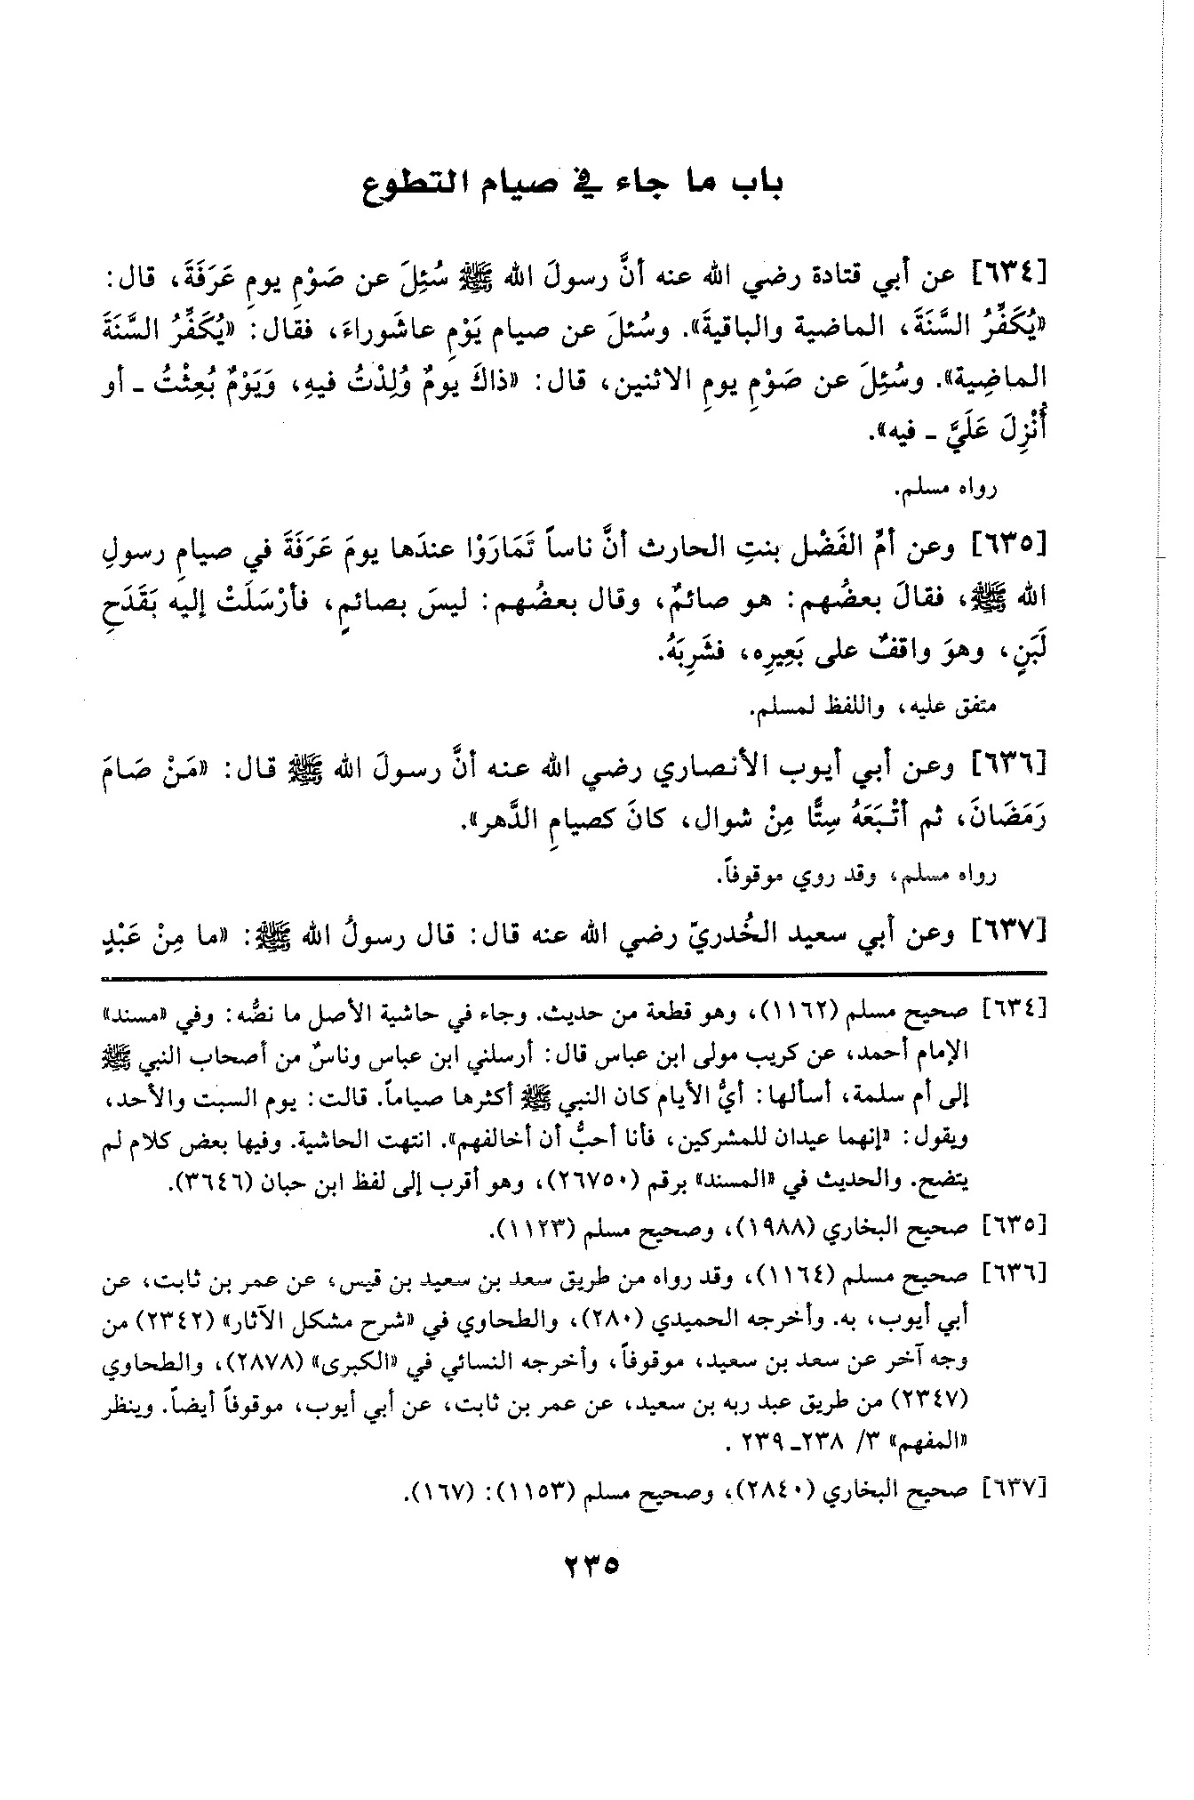 باب ما جاء في صيام التطوع
[٦٣٤] عن أبي قتادة رضي الله عنه أنَّ رسولَ الله ﷺ سُئِلَ عن صَوْمِ يومِ عَرَفَةَ، قال:
«يُكَفِّرُ السَّنَةَ، الماضية والباقيةَ». وسُئلَ عن صيام يَوْمِ عاشَوراءَ، فقال: «يُكَفِّرُ السَّنَةَ
الماضِية». وسُئِلَ عن صَوْمِ يومِ الاثنين، قال: «ذاكَ يومٌ وُلِدْتُ فيهِ، وَيَوْمٌ بُعِثْتُ ـ أو
أُنْزِلَ عَلَيَّ ـ فيه».
رواه مسلم.
[٦٣٥] وعن أمِّ الفَضْل بنتِ الحارث أنَّ ناساً تَمَارَوْا عندَها يومَ عَرَفَةَ في صيامِ رسولِ
الله ﷺ، فقالَ بعضُهم: هو صائمٌ، وقال بعضُهم: ليسَ بصائمٍ، فأرْسَلَتْ إليه بَقَدَحِ
لَبَنٍ، وهوَ واقفٌ على بَعِيرِه، فشَرِبَهُ.
متفق عليه، واللفظ لمسلم.
[٦٣٦] وعن أبي أيوب الأنصاري رضي الله عنه أنَّ رسولَ الله ﷺ قال: «مَنْ صَامَ
رَمَضَانَ، ثم أتْبَعَهُ سِتًّا مِنْ شوال، كانَ كصيامِ الدَّهر».
رواه مسلم، وقد روي موقوفاً.
[٦٣٧] وعن أبي سعيد الخُدريّ رضي الله عنه قال: قال رسولُ الله ﷺ: «ما مِنْ عَبْدٍ
[٦٣٤] صحيح مسلم (١١٦٢)، وهو قطعة من حديث. وجاء في حاشية الأصل ما نصُّه: وفي «مسند»
الإمام أحمد، عن كريب مولى ابن عباس قال: أرسلني ابن عباس وناسٌ من أصحاب النبي ﷺ
إلى أم سلمة، أسألها: أيُّ الأيام كان النبي ﷺ أكثرها صياماً. قالت: يوم السبت والأحد،
ويقول: «إنهما عيدان للمشركين، فأنا أحبُّ أن أخالفهم». انتهت الحاشية. وفيها بعض كلام لم
يتضح. والحديث في «المسند» برقم (٢٦٧٥٠)، وهو أقرب إلى لفظ ابن حبان (٣٦٤٦).
[٦٣٥] صحيح البخاري (١٩٨٨)، وصحيح مسلم (١١٢٣).
[٦٣٦] صحيح مسلم (١١٦٤)، وقد رواه من طريق سعد بن سعيد بن قيس، عن عمر بن ثابت، عن
أبي أيوب، به. وأخرجه الحميدي (٢٨٠)، والطحاوي في «شرح مشكل الآثار» (٢٣٤٢) من
وجه آخر عن سعد بن سعيد، موقوفاً، وأخرجه النسائي في «الكبرى» (٢٨٧٨)، والطحاوي
(٢٣٤٧) من طريق عبد ربه بن سعيد، عن عمر بن ثابت، عن أبي أيوب، موقوفاً أيضاً. وينظر
«المفهم» ٣/ ٢٣٨ـ ٢٣٩ .
[٦٣٧] صحيح البخاري (٢٨٤٠)، وصحيح مسلم (١١٥٣): (١٦٧).
٢٣٥